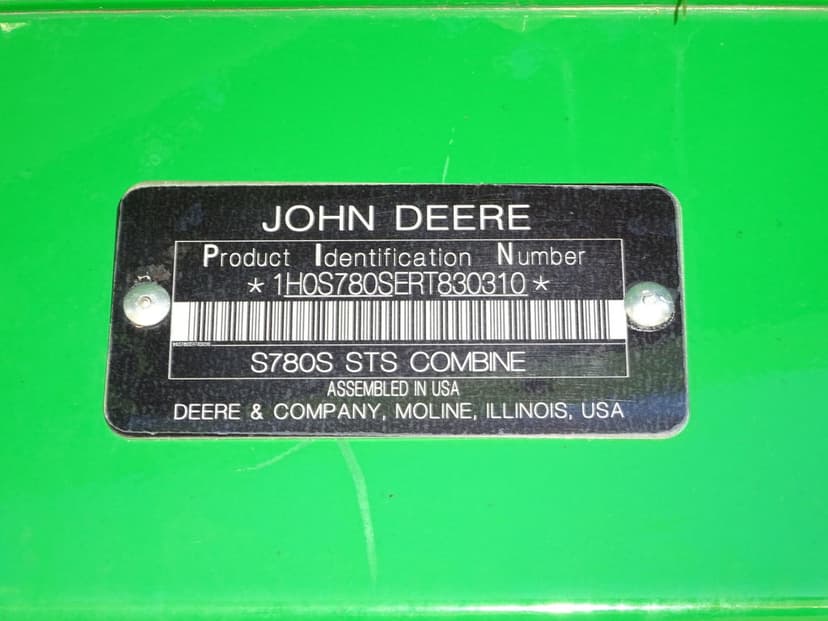 JOHN DEERE
Product Identification Number
*1H0S780SERT830310*
S780S STS COMBINE
ASSEMBLED IN USA
DEERE & COMPANY, MOLINE, ILLINOIS, USA